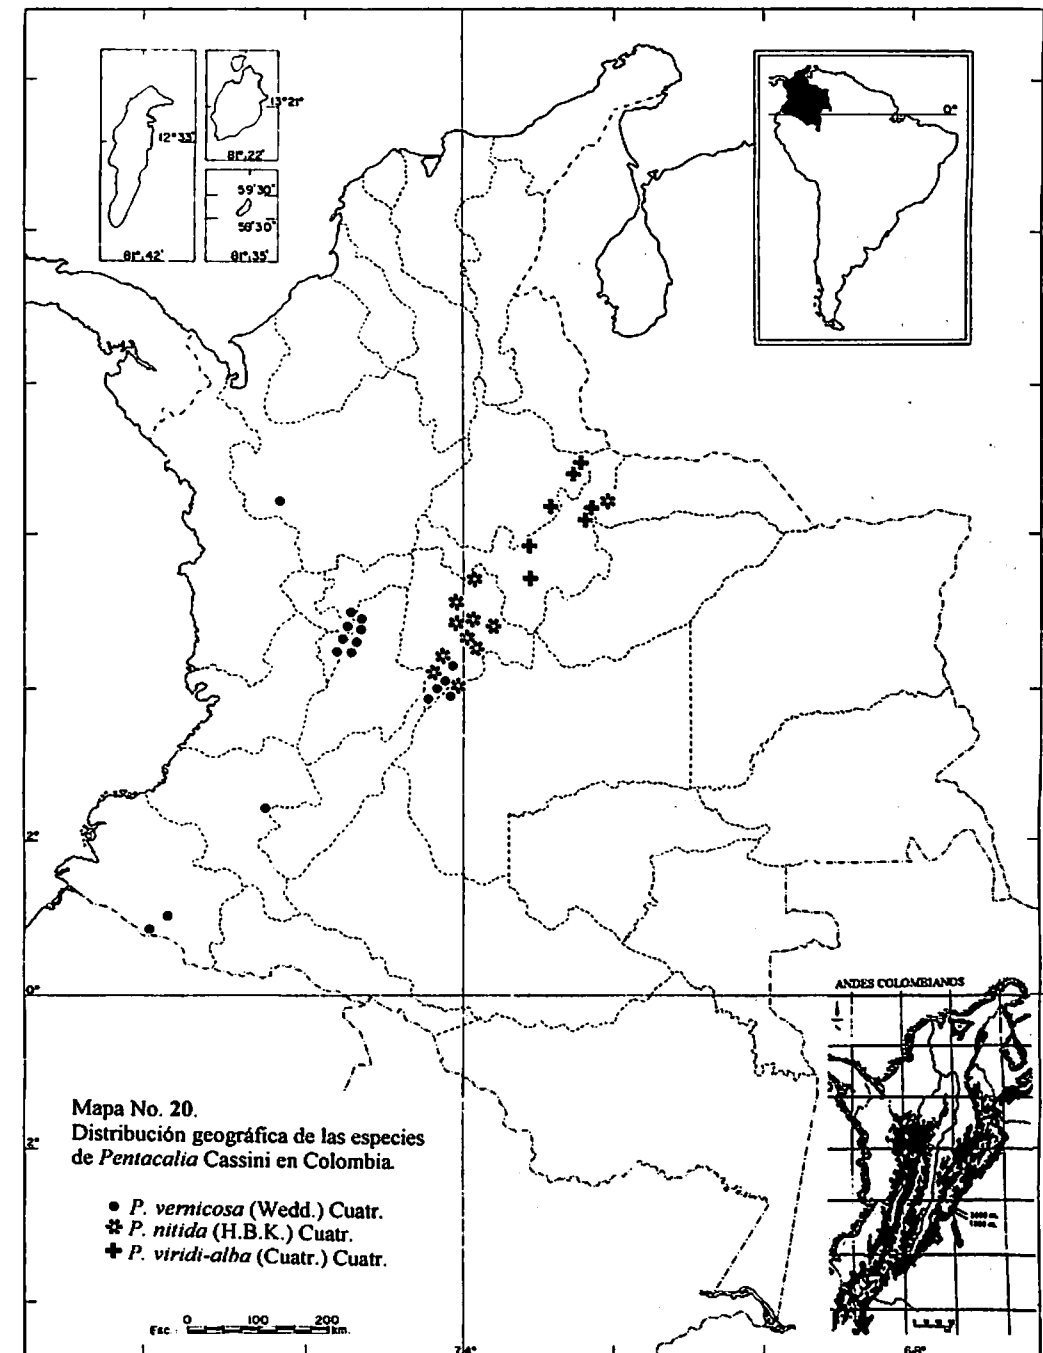 12°33'
13°21'
81°22'
59'30"
58'30"
81°42'
81°35'
0°
2°
0°
ANDES COLOMBIANOS
Mapa No. 20.
Distribución geográfica de las especies
de Pentacalia Cassini en Colombia.
2°
P. vernicosa (Wedd.) Cuatr.
P. nitida (H.B.K.) Cuatr.
P. viridi-alba (Cuatr.) Cuatr.
Esc.: 0 100 200 km.
74°
68°